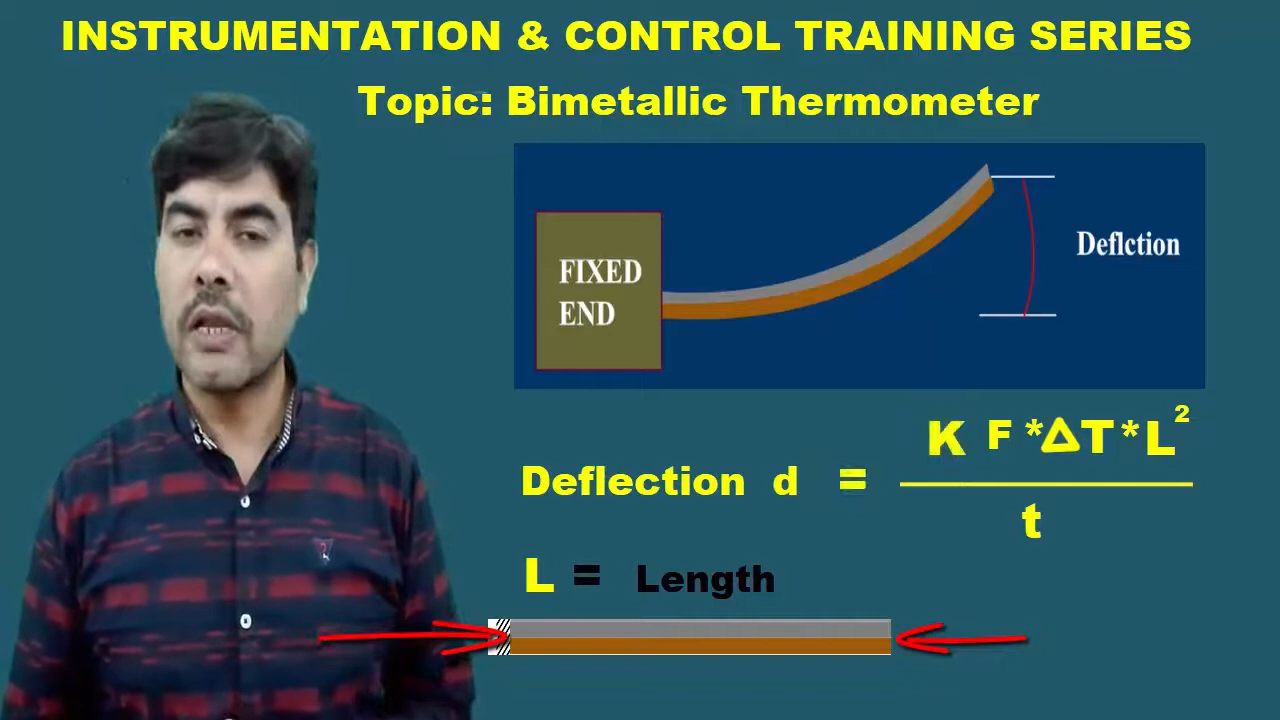 INSTRUMENTATION & CONTROL TRAINING SERIES
Topic: Bimetallic Thermometer
FIXED
END
Deflction
Deflection d = K F *ΔT*L²
t
L = Length